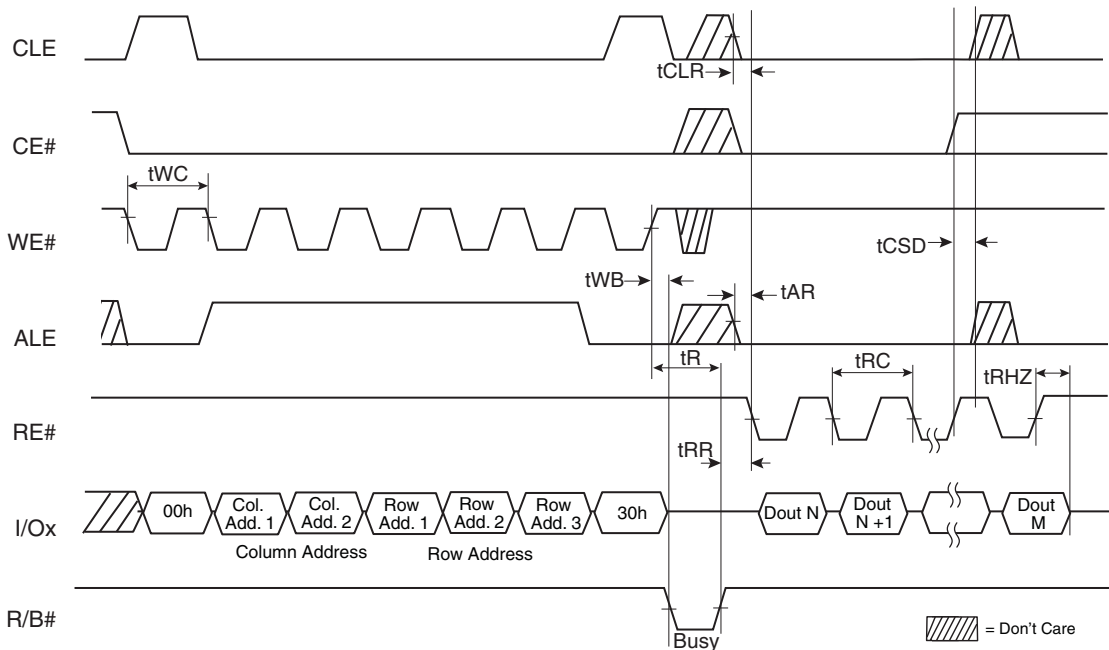 CLE
tCLR
CE#
tWC
WE#
tCSD
tWB
tAR
ALE
tR
tRC
tRHZ
RE#
tRR
I/Ox
00h
Col.
Add. 1
Col.
Add. 2
Row
Add. 1
Row
Add. 2
Row
Add. 3
30h
Dout N
Dout
N +1
Dout
M
Column Address
Row Address
R/B#
Busy
= Don't Care